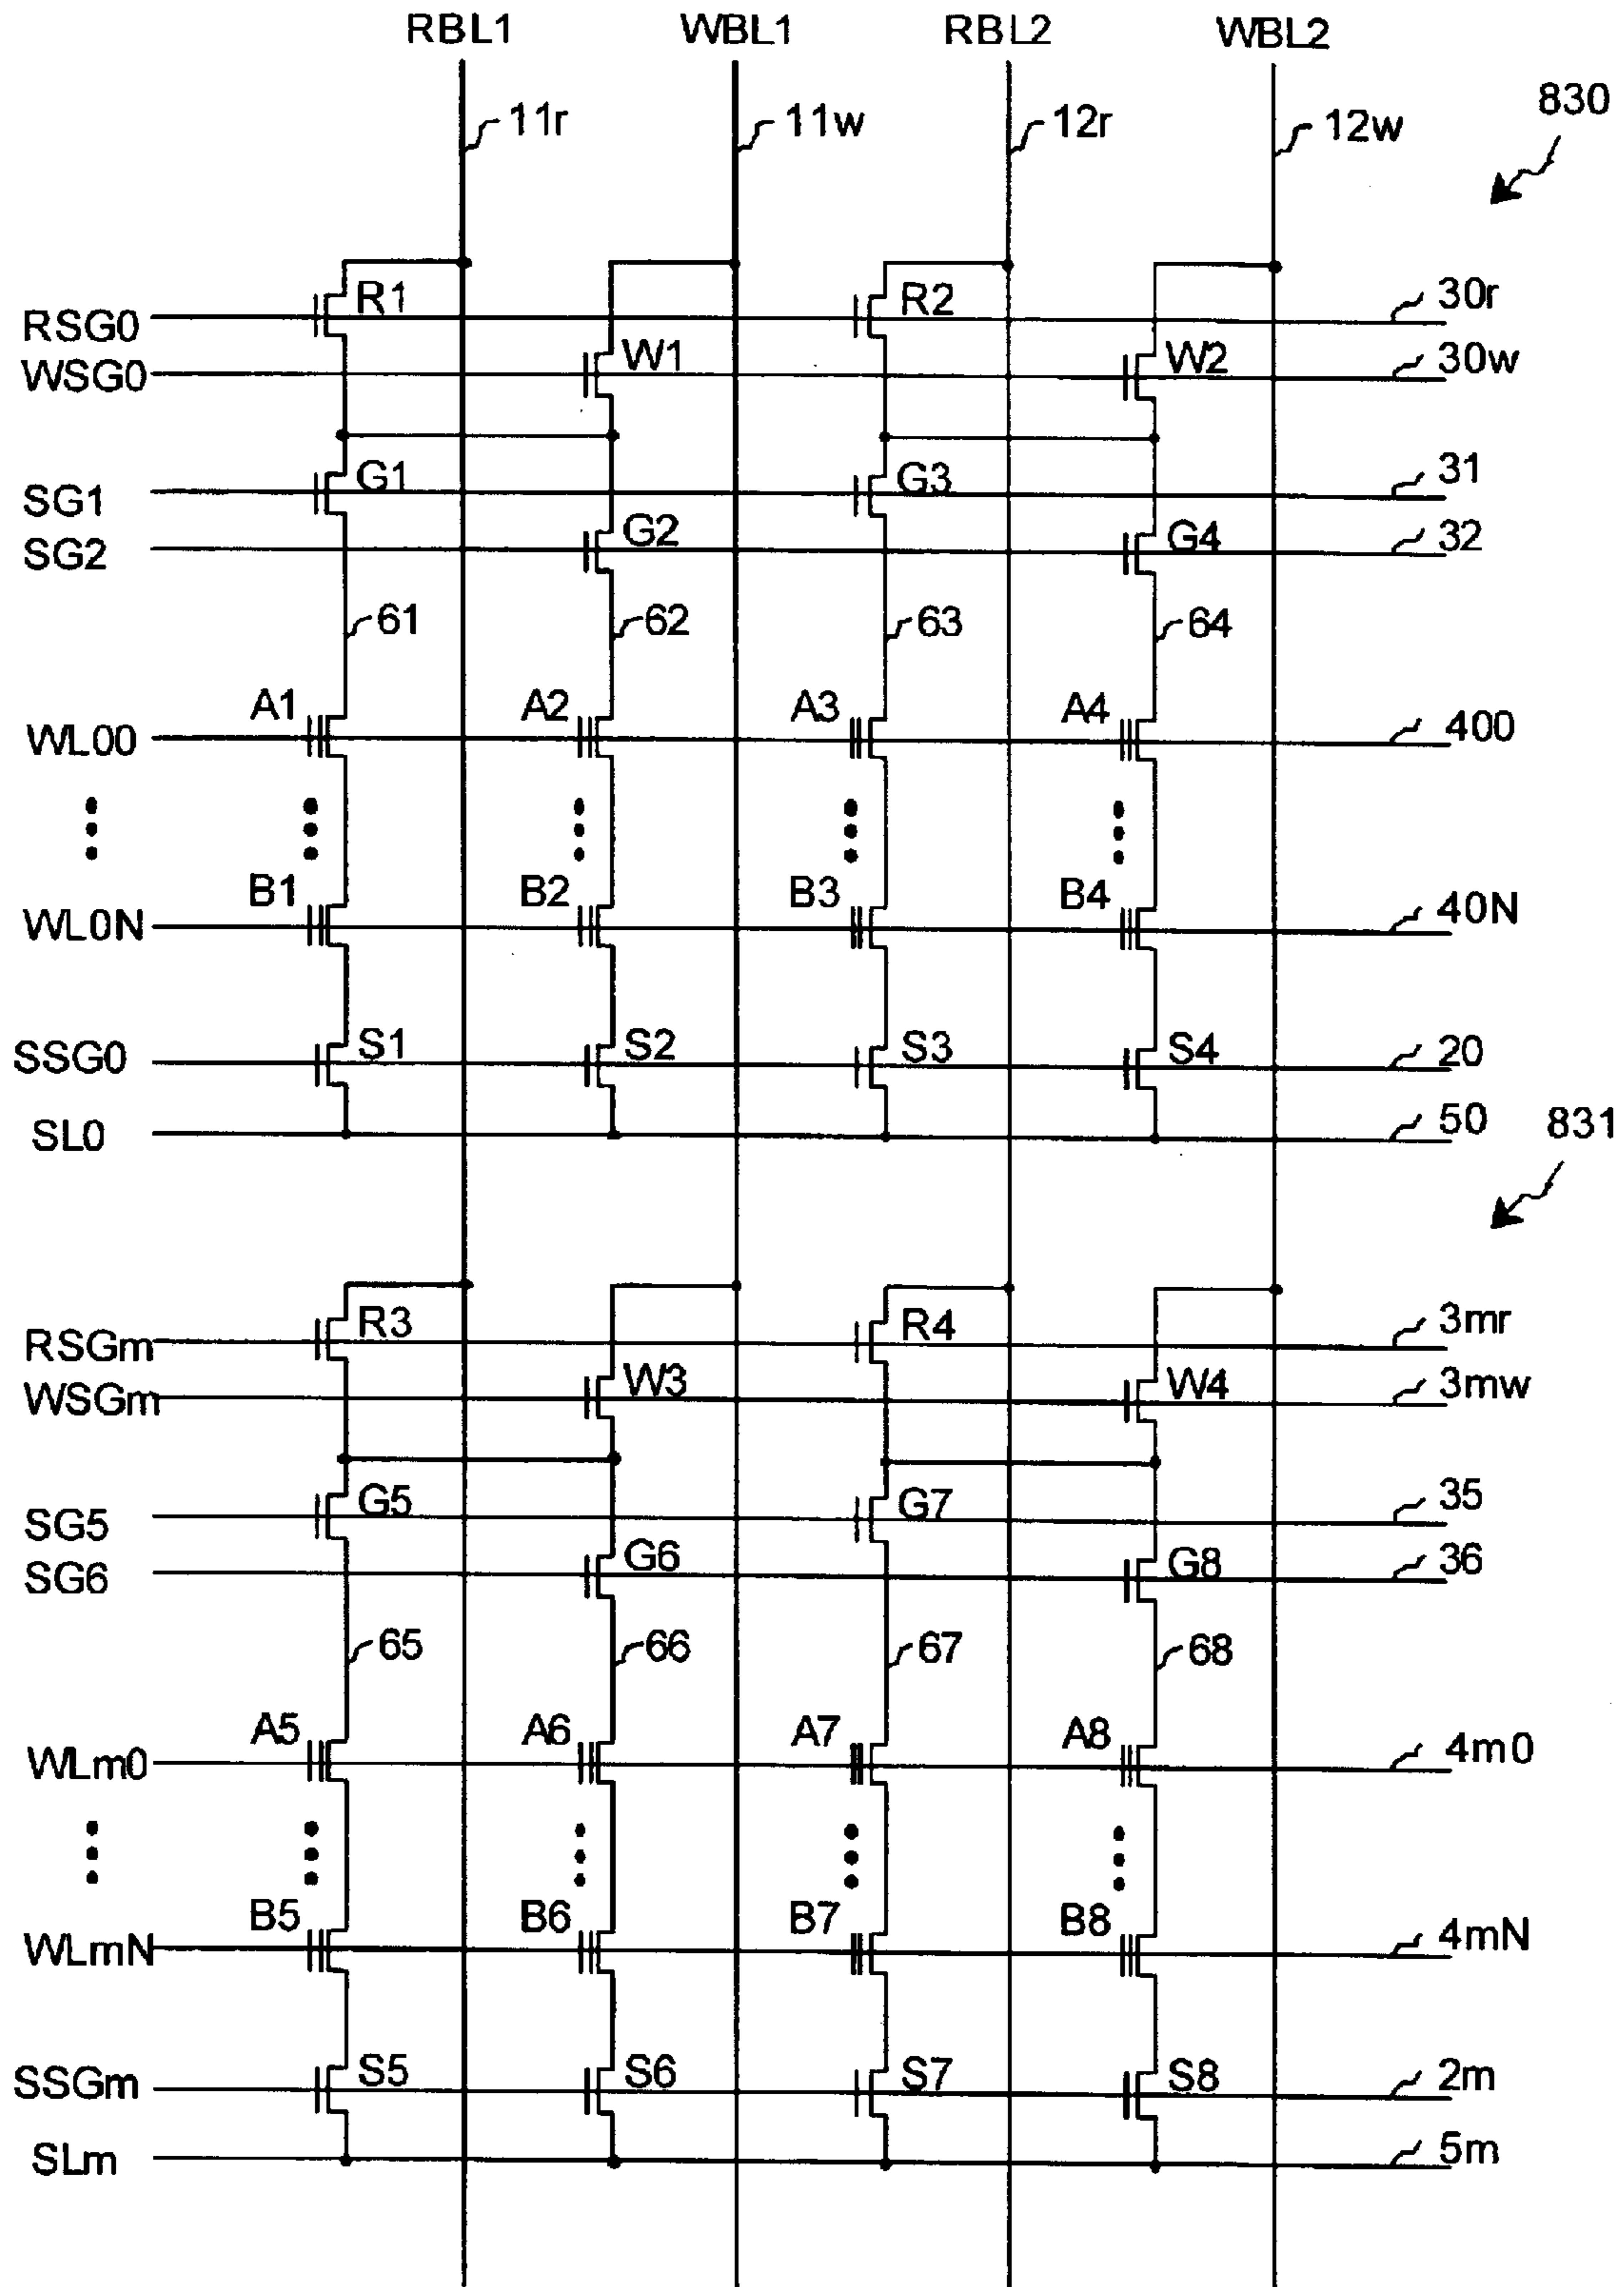 RBL1 WBL1 RBL2 WBL2
11r 11w 12r 12w 830
RSG0 R1 R2 30r
WSG0 W1 W2 30w
SG1 G1 G3 31
SG2 G2 G4 32
61 62 63 64
WL00 A1 A2 A3 A4 400
WL0N B1 B2 B3 B4 40N
SSG0 S1 S2 S3 S4 20
SL0 50
831
RSGm R3 R4 3mr
WSGm W3 W4 3mw
SG5 G5 G7 35
SG6 G6 G8 36
65 66 67 68
WLm0 A5 A6 A7 A8 4m0
WLmN B5 B6 B7 B8 4mN
SSGm S5 S6 S7 S8 2m
SLm 5m